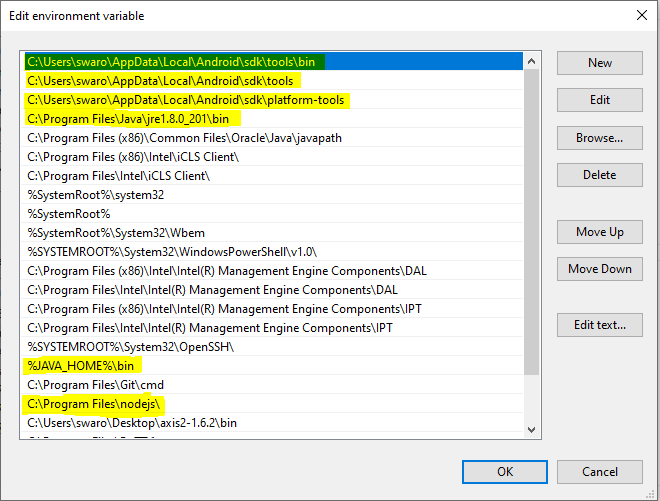 Edit environment variable
C:\Users\swaro\AppData\Local\Android\sdk\tools\bin
C:\Users\swaro\AppData\Local\Android\sdk\tools
C:\Users\swaro\AppData\Local\Android\sdk\platform-tools
C:\Program Files\Java\jre1.8.0_201\bin
C:\Program Files (x86)\Common Files\Oracle\Java\javapath
C:\Program Files (x86)\Intel\iCLS Client\
C:\Program Files\Intel\iCLS Client\
%SystemRoot%\system32
%SystemRoot%
%SystemRoot%\System32\Wbem
%SYSTEMROOT%\System32\WindowsPowerShell\v1.0\
C:\Program Files (x86)\Intel\Intel(R) Management Engine Components\DAL
C:\Program Files\Intel\Intel(R) Management Engine Components\DAL
C:\Program Files (x86)\Intel\Intel(R) Management Engine Components\IPT
C:\Program Files\Intel\Intel(R) Management Engine Components\IPT
%SYSTEMROOT%\System32\OpenSSH\
%JAVA_HOME%\bin
C:\Program Files\Git\cmd
C:\Program Files\nodejs\
C:\Users\swaro\Desktop\axis2-1.6.2\bin
New
Edit
Browse...
Delete
Move Up
Move Down
Edit text...
OK
Cancel